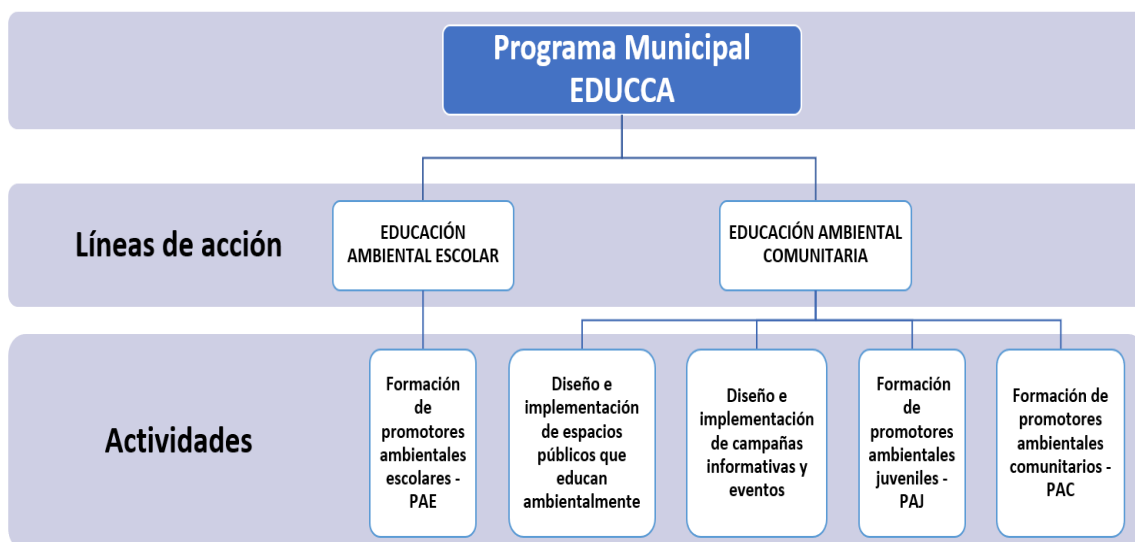 Programa Municipal
EDUCCA
Líneas de acción
EDUCACIÓN
AMBIENTAL ESCOLAR
EDUCACIÓN AMBIENTAL
COMUNITARIA
Actividades
Formación
de
promotores
ambientales
escolares -
PAE
Diseño e
implementación
de espacios
públicos que
educan
ambientalmente
Diseño e
implementación
de campañas
informativas y
eventos
Formación
de
promotores
ambientales
juveniles -
PAJ
Formación de
promotores
ambientales
comunitarios -
PAC